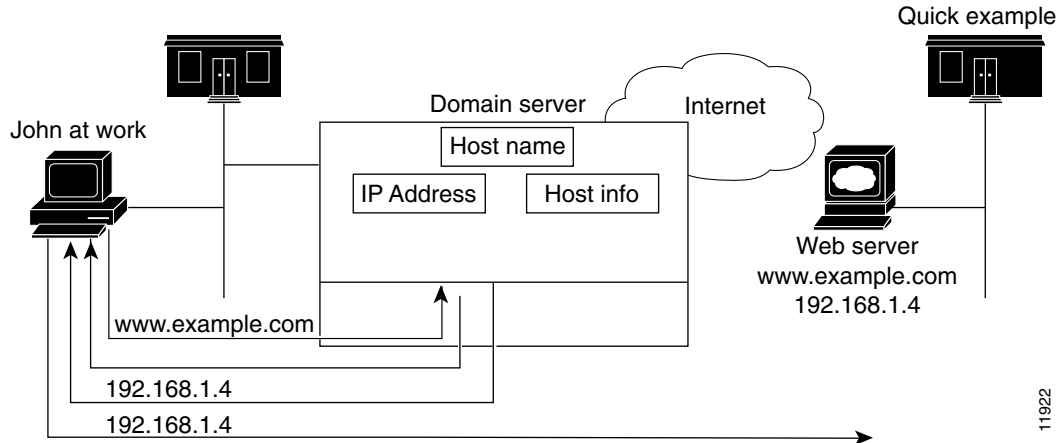 Quick example
Domain server
Internet
John at work
Host name
IP Address
Host info
Web server
www.example.com
192.168.1.4
www.example.com
192.168.1.4
192.168.1.4
11922